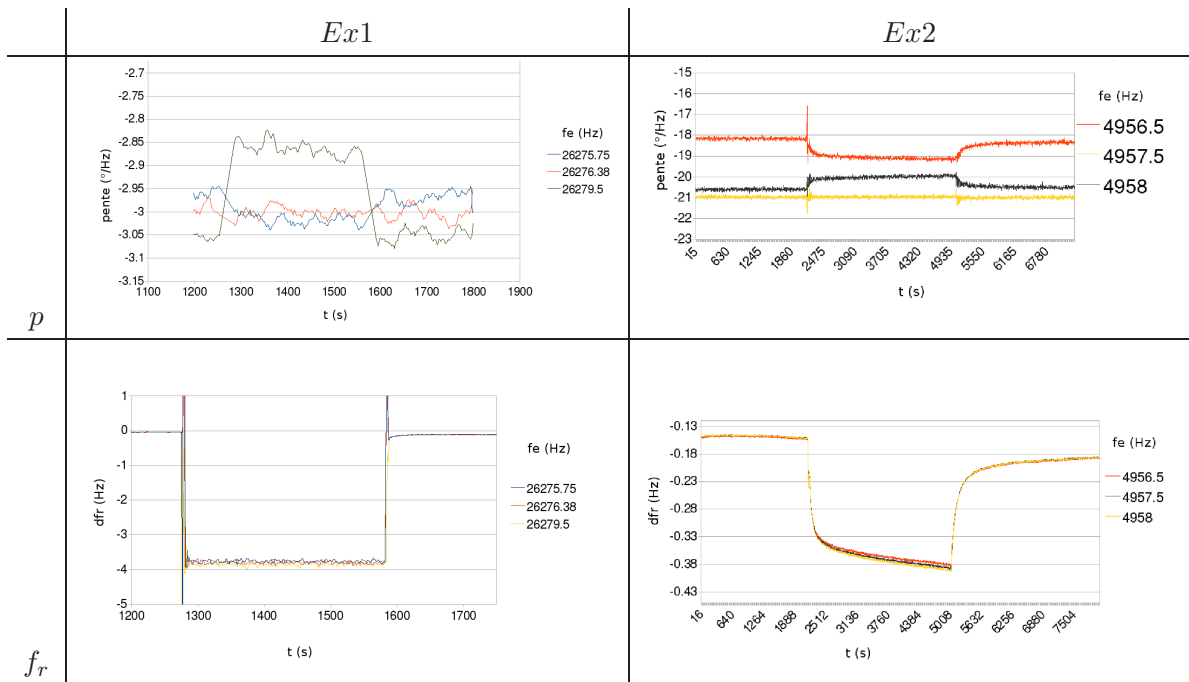 Ex1
Ex2
p
pente (°/Hz)
-2.7
-2.75
-2.8
-2.85
-2.9
-2.95
-3
-3.05
-3.1
-3.15
1100 1200 1300 1400 1500 1600 1700 1800 1900
t (s)
fe (Hz)
26275.75
26276.38
26279.5
pente (°/Hz)
-15
-16
-17
-18
-19
-20
-21
-22
-23
15 630 1245 1860 2475 3090 3705 4320 4935 5550 6165 6780
t (s)
fe (Hz)
4956.5
4957.5
4958
f_r
dfr (Hz)
1
0
-1
-2
-3
-4
-5
1200 1300 1400 1500 1600 1700
t (s)
fe (Hz)
26275.75
26276.38
26279.5
dfr (Hz)
-0.13
-0.18
-0.23
-0.28
-0.33
-0.38
-0.43
16 640 1264 1888 2512 3136 3760 4384 5008 5632 6256 6880 7504
t (s)
fe (Hz)
4956.5
4957.5
4958